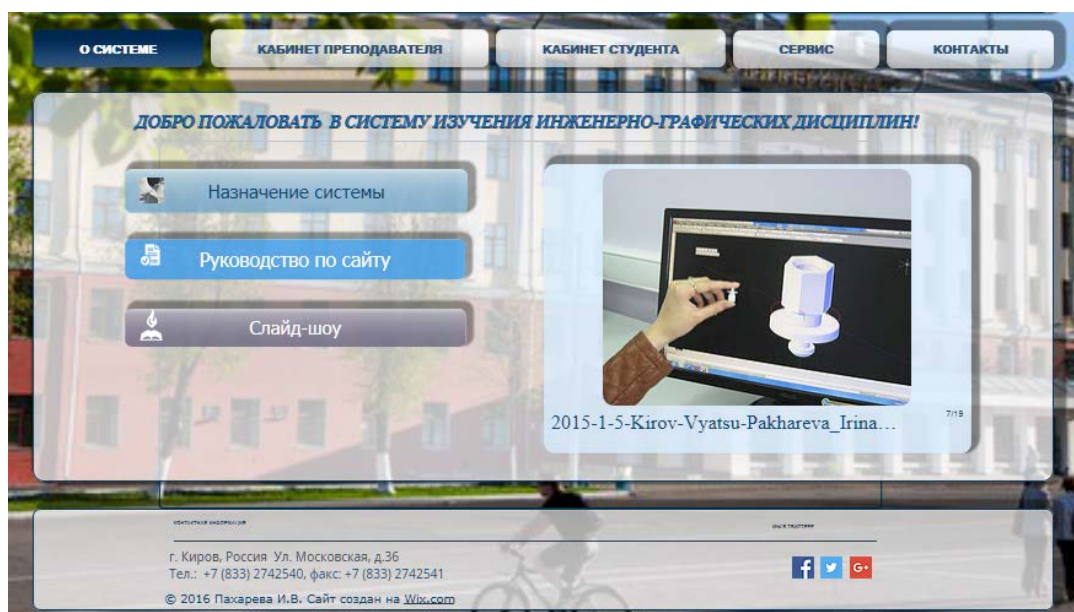 О СИСТЕМЕ
КАБИНЕТ ПРЕПОДАВАТЕЛЯ
КАБИНЕТ СТУДЕНТА
СЕРВИС
КОНТАКТЫ
ДОБРО ПОЖАЛОВАТЬ В СИСТЕМУ ИЗУЧЕНИЯ ИНЖЕНЕРНО-ГРАФИЧЕСКИХ ДИСЦИПЛИН!
Назначение системы
Руководство по сайту
Слайд-шоу
2015-1-5-Kirov-Vyatsu-Pakhareva_Irina...
7/19
КОНТАКТНАЯ ИНФОРМАЦИЯ
г. Киров, Россия Ул. Московская, д.36
Тел.: +7 (833) 2742540, факс: +7 (833) 2742541
© 2016 Пахарева И.В. Сайт создан на Wix.com
f
G+